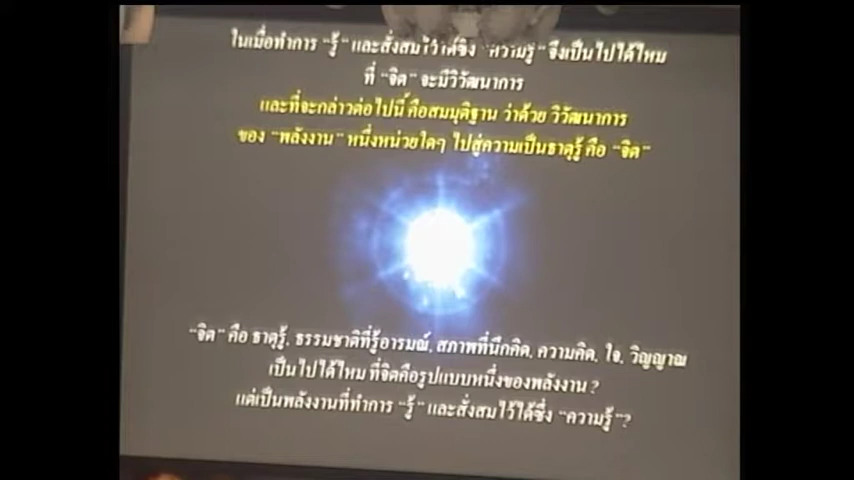 ในเมื่อทำการ "รู้" และสั่งสมไว้ได้ซึ่ง "ความรู้" จึงเป็นไปได้ไหม
ที่ "จิต" จะมีวิวัฒนาการ
และที่จะกล่าวต่อไปนี้ คือสมมุติฐาน ว่าด้วย วิวัฒนาการ
ของ "พลังงาน" หนึ่งหน่วยใดๆ ไปสู่ความเป็นธาตุรู้ คือ "จิต"
"จิต" คือ ธาตุรู้, ธรรมชาติที่รู้อารมณ์, สภาพที่นึกคิด, ความคิด, ใจ, วิญญาณ
เป็นไปได้ไหม ที่จิตคือรูปแบบหนึ่งของพลังงาน?
แต่เป็นพลังงานที่ทำการ "รู้" และสั่งสมไว้ได้ซึ่ง "ความรู้"?